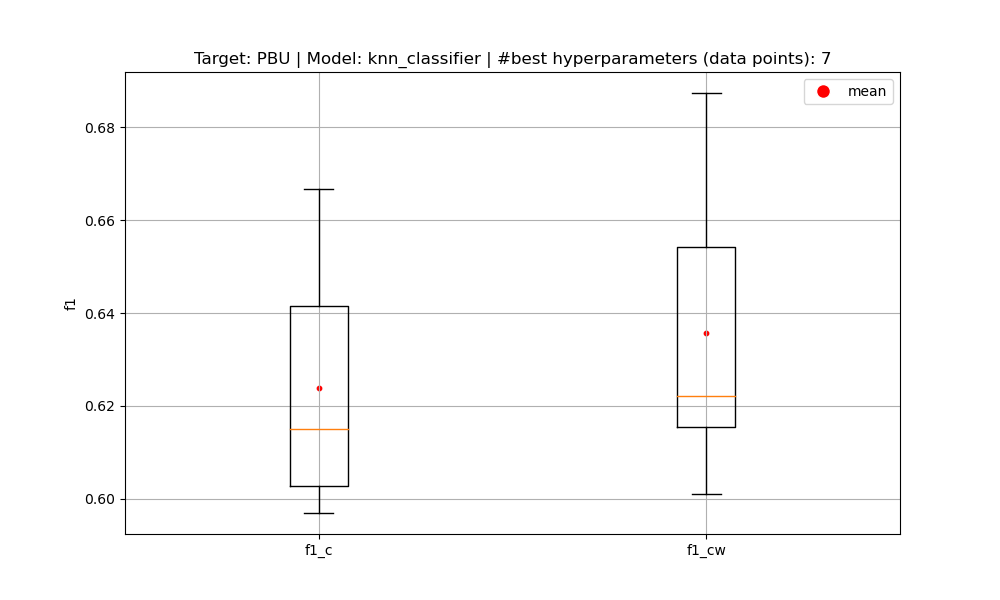 Target: PBU | Model: knn_classifier | #best hyperparameters (data points): 7
mean
0.68
0.66
0.64
0.62
0.60
f1
f1_c
f1_cw